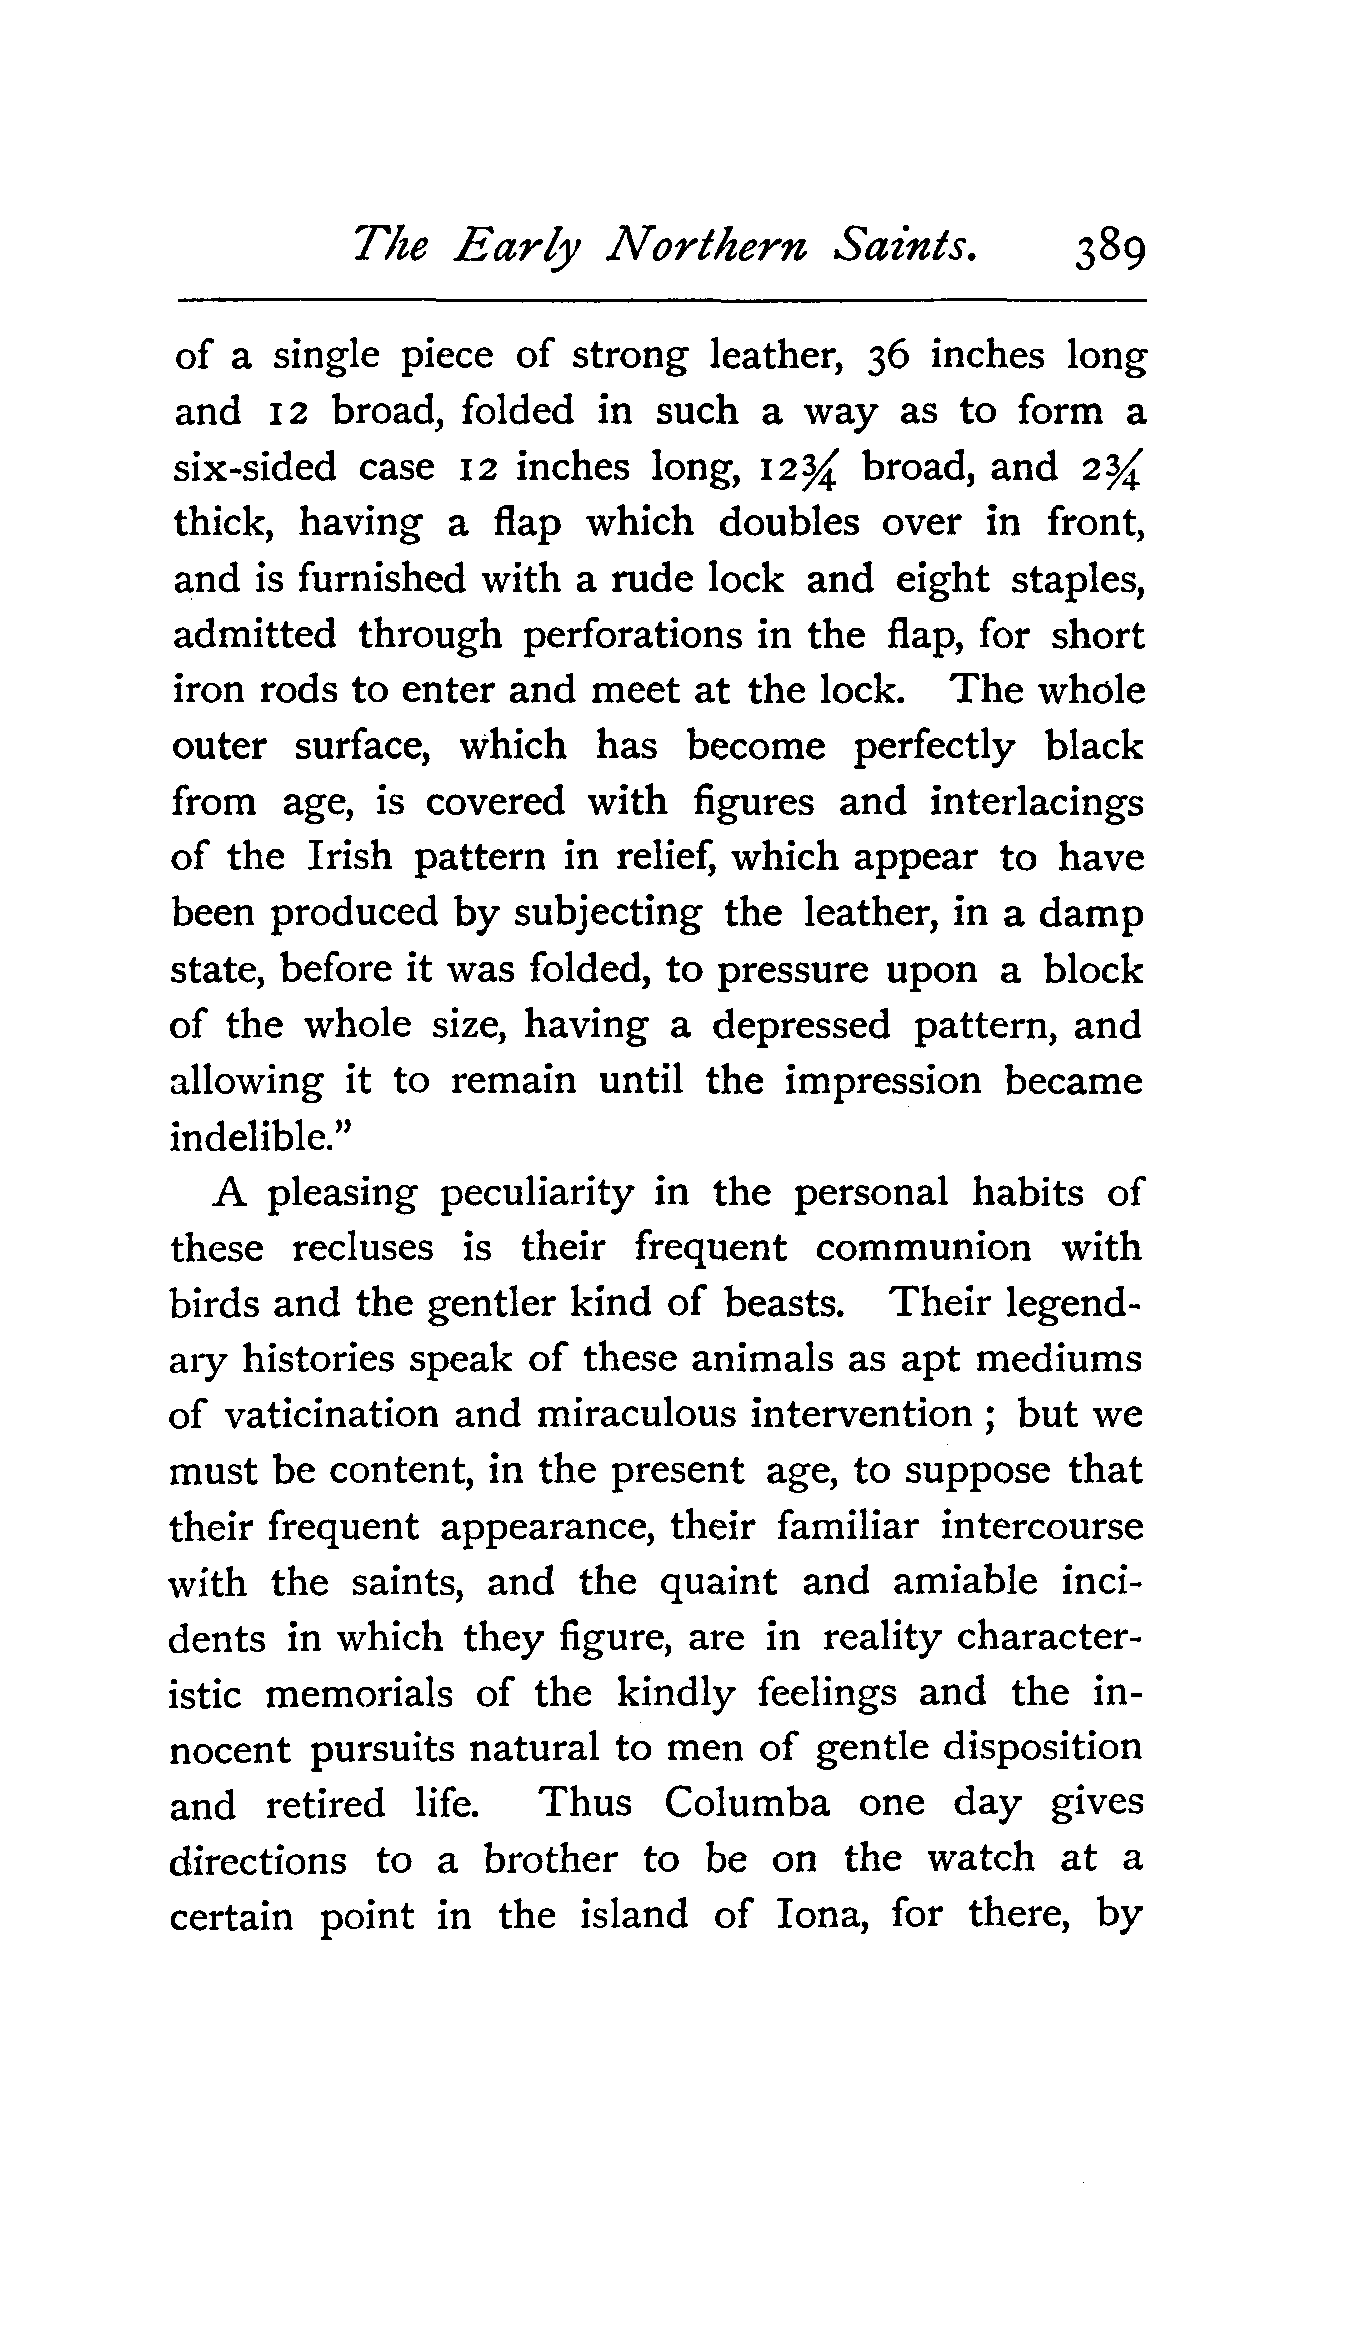 The Early Northern Saints. 389
of a single piece of strong leather, 36 inches long
and 12 broad, folded in such a way as to form a
six-sided case 12 inches long, 12¾ broad, and 2¾
thick, having a flap which doubles over in front,
and is furnished with a rude lock and eight staples,
admitted through perforations in the flap, for short
iron rods to enter and meet at the lock. The whole
outer surface, which has become perfectly black
from age, is covered with figures and interlacings
of the Irish pattern in relief, which appear to have
been produced by subjecting the leather, in a damp
state, before it was folded, to pressure upon a block
of the whole size, having a depressed pattern, and
allowing it to remain until the impression became
indelible.”
A pleasing peculiarity in the personal habits of
these recluses is their frequent communion with
birds and the gentler kind of beasts. Their legend-
ary histories speak of these animals as apt mediums
of vaticination and miraculous intervention ; but we
must be content, in the present age, to suppose that
their frequent appearance, their familiar intercourse
with the saints, and the quaint and amiable inci-
dents in which they figure, are in reality character-
istic memorials of the kindly feelings and the in-
nocent pursuits natural to men of gentle disposition
and retired life. Thus Columba one day gives
directions to a brother to be on the watch at a
certain point in the island of Iona, for there, by